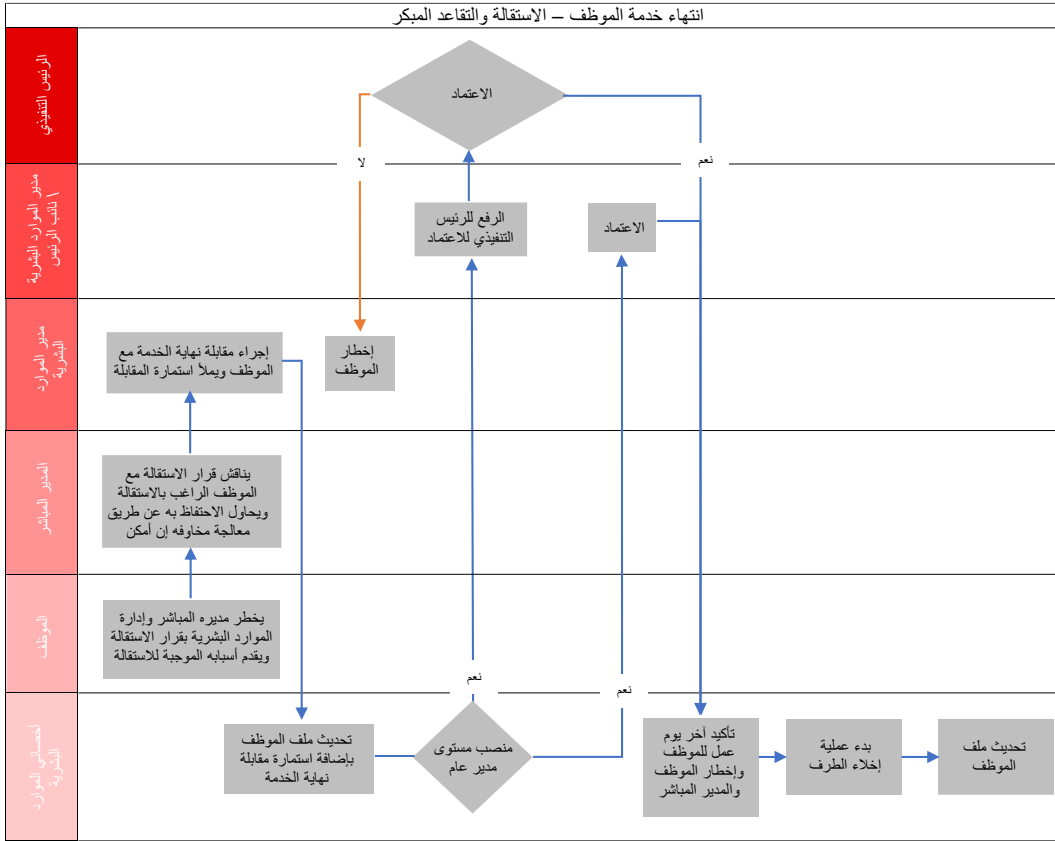 انتهاء خدمة الموظف – الاستقالة والتقاعد المبكر
الرئيس التنفيذي
الاعتماد
لا
نعم
مدير الموارد البشرية
\ نائب الرئيس
الرفع للرئيس
التنفيذي للاعتماد
الاعتماد
مدير الموارد
البشرية
إجراء مقابلة نهاية الخدمة مع
الموظف ويملأ استمارة المقابلة
إخطار
الموظف
المدير المباشر
يناقش قرار الاستقالة مع
الموظف الراغب بالاستقالة
ويحاول الاحتفاظ به عن طريق
معالجة مخاوفه إن أمكن
الموظف
يخطر مديره المباشر وإدارة
الموارد البشرية بقرار الاستقالة
ويقدم أسبابه الموجبة للاستقالة
نعم
نعم
أخصائي الموارد
البشرية
تحديث ملف الموظف
بإضافة استمارة مقابلة
نهاية الخدمة
منصب مستوى
مدير عام
تأكيد آخر يوم
عمل للموظف
وإخطار الموظف
والمدير المباشر
بدء عملية
إخلاء الطرف
تحديث ملف
الموظف